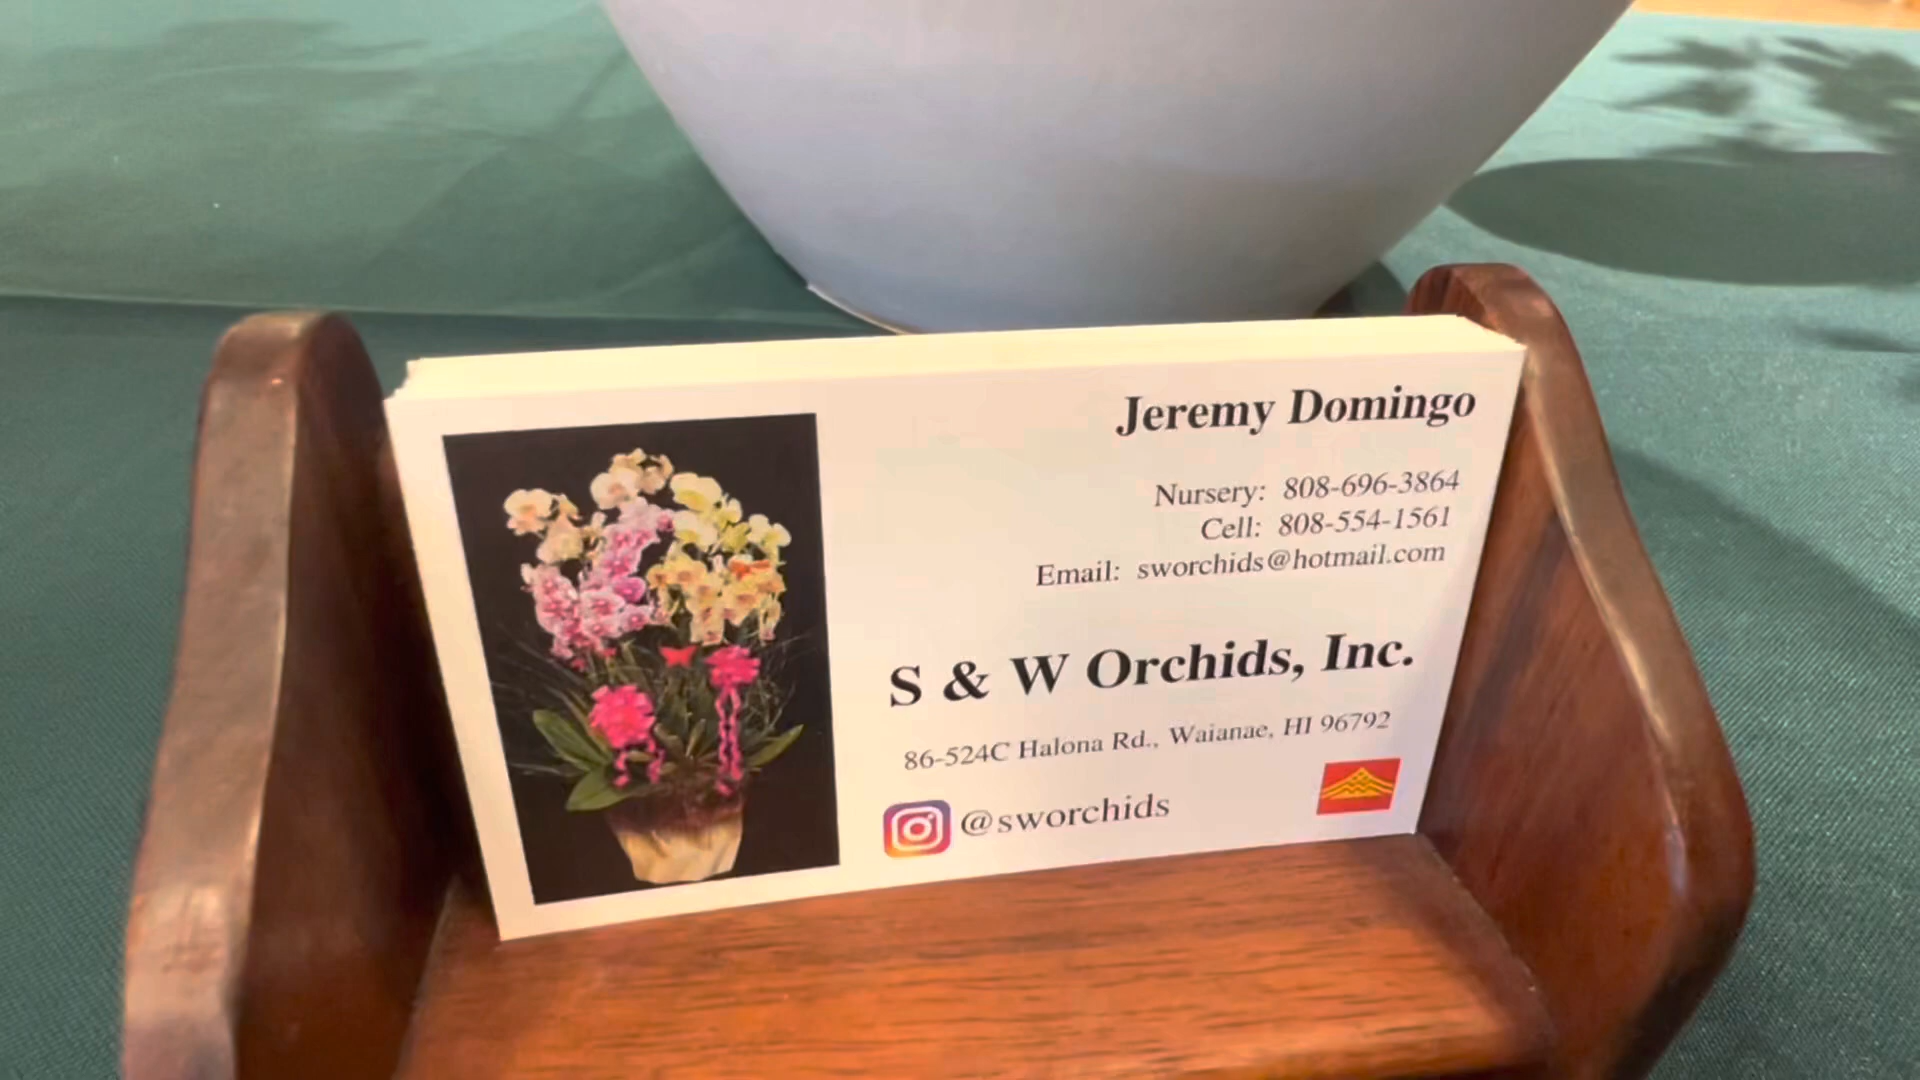 Jeremy Domingo
Nursery: 808-696-3864
Cell: 808-554-1561
Email: sworchids@hotmail.com
S & W Orchids, Inc.
86-524C Halona Rd., Waianae, HI 96792
@sworchids